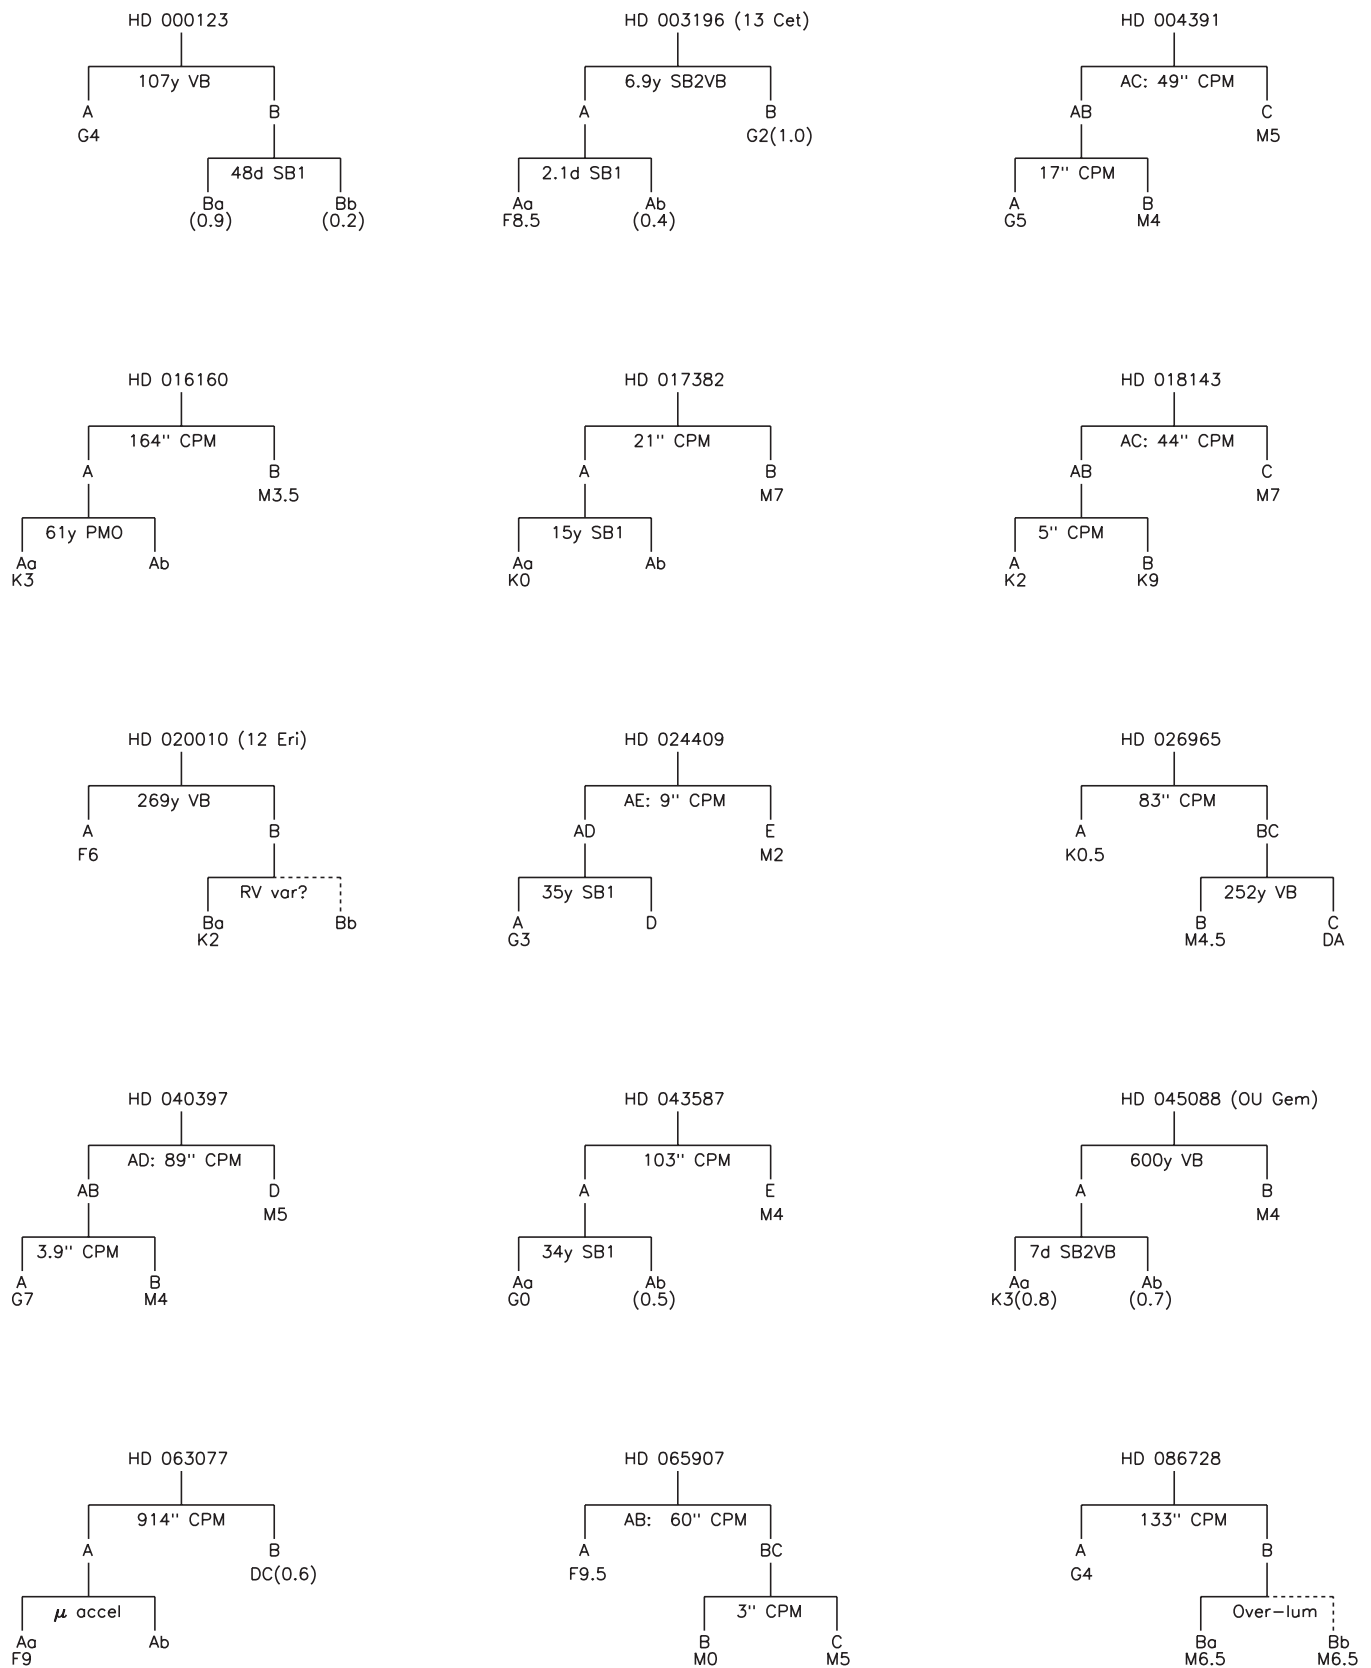 HD 000123
107y VB
A
B
G4
48d SB1
Ba
Bb
(0.9)
(0.2)
HD 003196 (13 Cet)
6.9y SB2VB
A
B
G2(1.0)
2.1d SB1
Aa
Ab
F8.5
(0.4)
HD 004391
AC: 49" CPM
AB
C
M5
17" CPM
A
B
G5
M4
HD 016160
164" CPM
A
B
M3.5
61y PMO
Aa
Ab
K3
HD 017382
21" CPM
A
B
M7
15y SB1
Aa
Ab
K0
HD 018143
AC: 44" CPM
AB
C
M7
5" CPM
A
B
K2
K9
HD 020010 (12 Eri)
269y VB
A
B
F6
RV var?
Ba
Bb
K2
HD 024409
AE: 9" CPM
AD
E
M2
35y SB1
A
D
G3
HD 026965
83" CPM
A
BC
K0.5
252y VB
B
C
M4.5
DA
HD 040397
AD: 89" CPM
AB
D
M5
3.9" CPM
A
B
G7
M4
HD 043587
103" CPM
A
E
M4
34y SB1
Aa
Ab
G0
(0.5)
HD 045088 (OU Gem)
600y VB
A
B
M4
7d SB2VB
Aa
Ab
K3(0.8)
(0.7)
HD 063077
914" CPM
A
B
DC(0.6)
μ accel
Aa
Ab
F9
HD 065907
AB: 60" CPM
A
BC
F9.5
3" CPM
B
C
M0
M5
HD 086728
133" CPM
A
B
G4
Over-lum
Ba
Bb
M6.5
M6.5